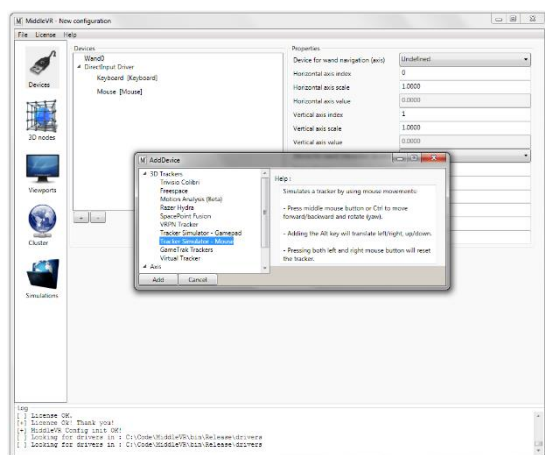 MiddleVR - New configuration
File License Help
Devices
3D nodes
Viewports
Cluster
Simulations
Devices
Wand0
DirectInput Driver
Keyboard [Keyboard]
Mouse [Mouse]
+ -
Properties
Device for wand navigation (axis) Undefined
Horizontal axis index 0
Horizontal axis scale 1.0000
Horizontal axis value 0.0000
Vertical axis index 1
Vertical axis scale 1.0000
Vertical axis value 0.0000
AddDevice
3D Trackers
Trivisio Colibri
Freespace
Motion Analysis (Beta)
Razer Hydra
SpacePoint Fusion
VRPN Tracker
Tracker Simulator - Gamepad
Tracker Simulator - Mouse
GameTrak Trackers
Virtual Tracker
Axis
Add Cancel
Help :
Simulates a tracker by using mouse movements:
- Press middle mouse button or Ctrl to move
forward/backward and rotate (yaw).
- Adding the Alt key will translate left/right, up/down.
- Pressing both left and right mouse button will reset
the tracker.
Log
[ ] License OK.
[+] Licence Ok! Thank you!
[+] MiddleVR Config init OK!
[ ] Looking for drivers in : C:\Code\MiddleVR\bin\Release\drivers
[ ] Looking for drivers in : C:\Code\MiddleVR\bin\Release\drivers